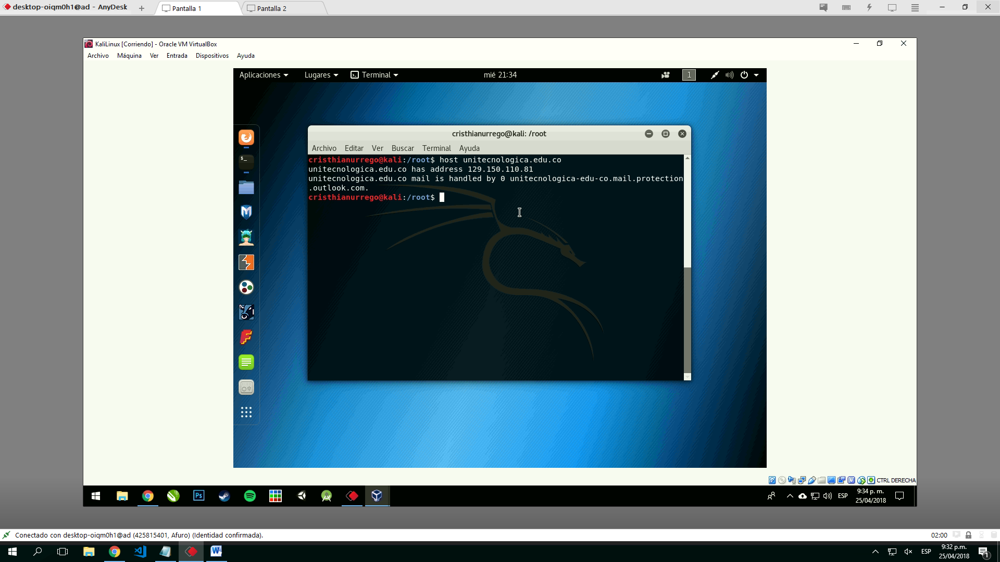 desktop-oiqm0h1@ad - AnyDesk
Pantalla 1
Pantalla 2
KaliLinux [Corriendo] - Oracle VM VirtualBox
Archivo Máquina Ver Entrada Dispositivos Ayuda
Aplicaciones Lugares Terminal mié 21:34 1
cristhianurrego@kali: /root
Archivo Editar Ver Buscar Terminal Ayuda
cristhianurrego@kali:/root$ host unitecnologica.edu.co
unitecnologica.edu.co has address 129.150.110.81
unitecnologica.edu.co mail is handled by 0 unitecnologica-edu-co.mail.protection
.outlook.com.
cristhianurrego@kali:/root$
CTRL DERECHA
Ps
ESP
9:34 p. m.
25/04/2018
Conectado con desktop-oiqm0h1@ad (425815401, Afuro) (Identidad confirmada).
02:00
ESP
9:32 p.m.
25/04/2018
1